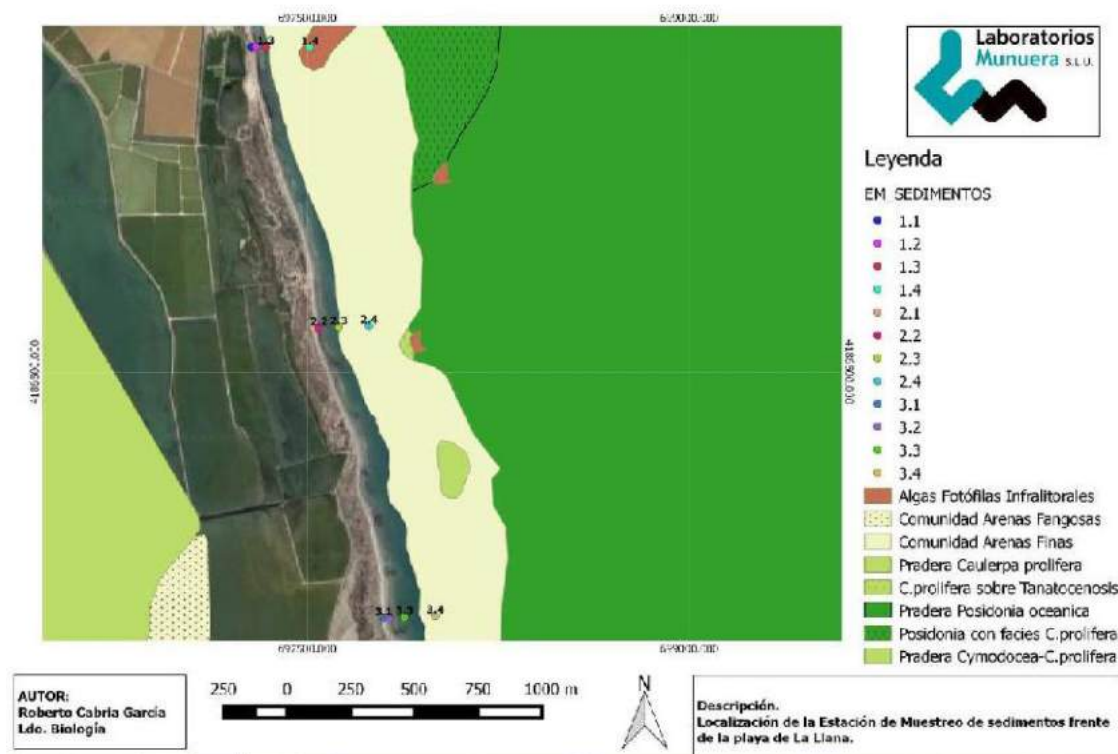 697500.000 699000.000
Laboratorios
Munuera S.L.U.
1.3 1.4
Leyenda
EM_SEDIMENTOS
1.1
1.2
1.3
1.4
2.1
2.2
2.3
2.4
3.1
3.2
3.3
3.4
2.2 2.3 2.4
4186600.000 4186600.000
3.1 3.3 3.4
Algas Fotófilas Infralitorales
Comunidad Arenas Fangosas
Comunidad Arenas Finas
Pradera Caulerpa prolifera
C.prolifera sobre Tanatocenosis
Pradera Posidonia oceanica
Posidonia con facies C.prolifera
Pradera Cymodocea-C.prolifera
697500.000 699000.000
AUTOR:
Roberto Cabria García
Ldo. Biología
250 0 250 500 750 1000 m
N
Descripción.
Localización de la Estación de Muestreo de sedimentos frente
de la playa de La Llana.